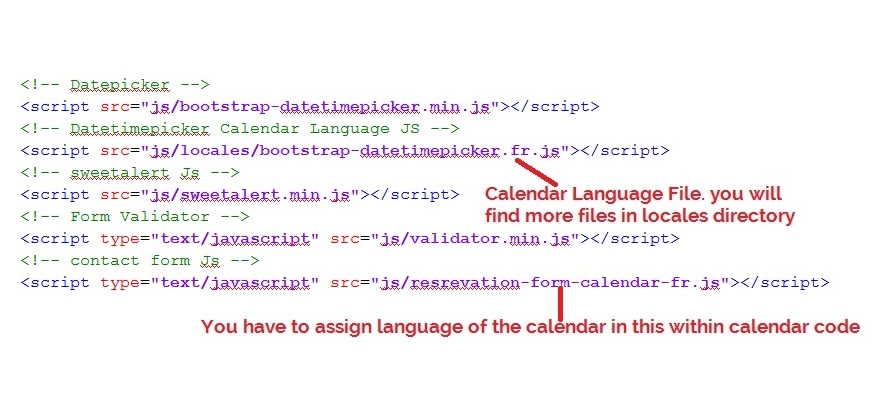 <!-- Datepicker -->
<script src="js/bootstrap-datetimepicker.min.js"></script>
<!-- Datetimepicker Calendar Language JS -->
<script src="js/locales/bootstrap-datetimepicker.fr.js"></script>
<!-- sweetalert Js -->
<script src="js/sweetalert.min.js"></script>
Calendar Language File. you will
find more files in locales directory
<!-- Form Validator -->
<script type="text/javascript" src="js/validator.min.js"></script>
<!-- contact form Js -->
<script type="text/javascript" src="js/resrevation-form-calendar-fr.js"></script>
You have to assign language of the calendar in this within calendar code